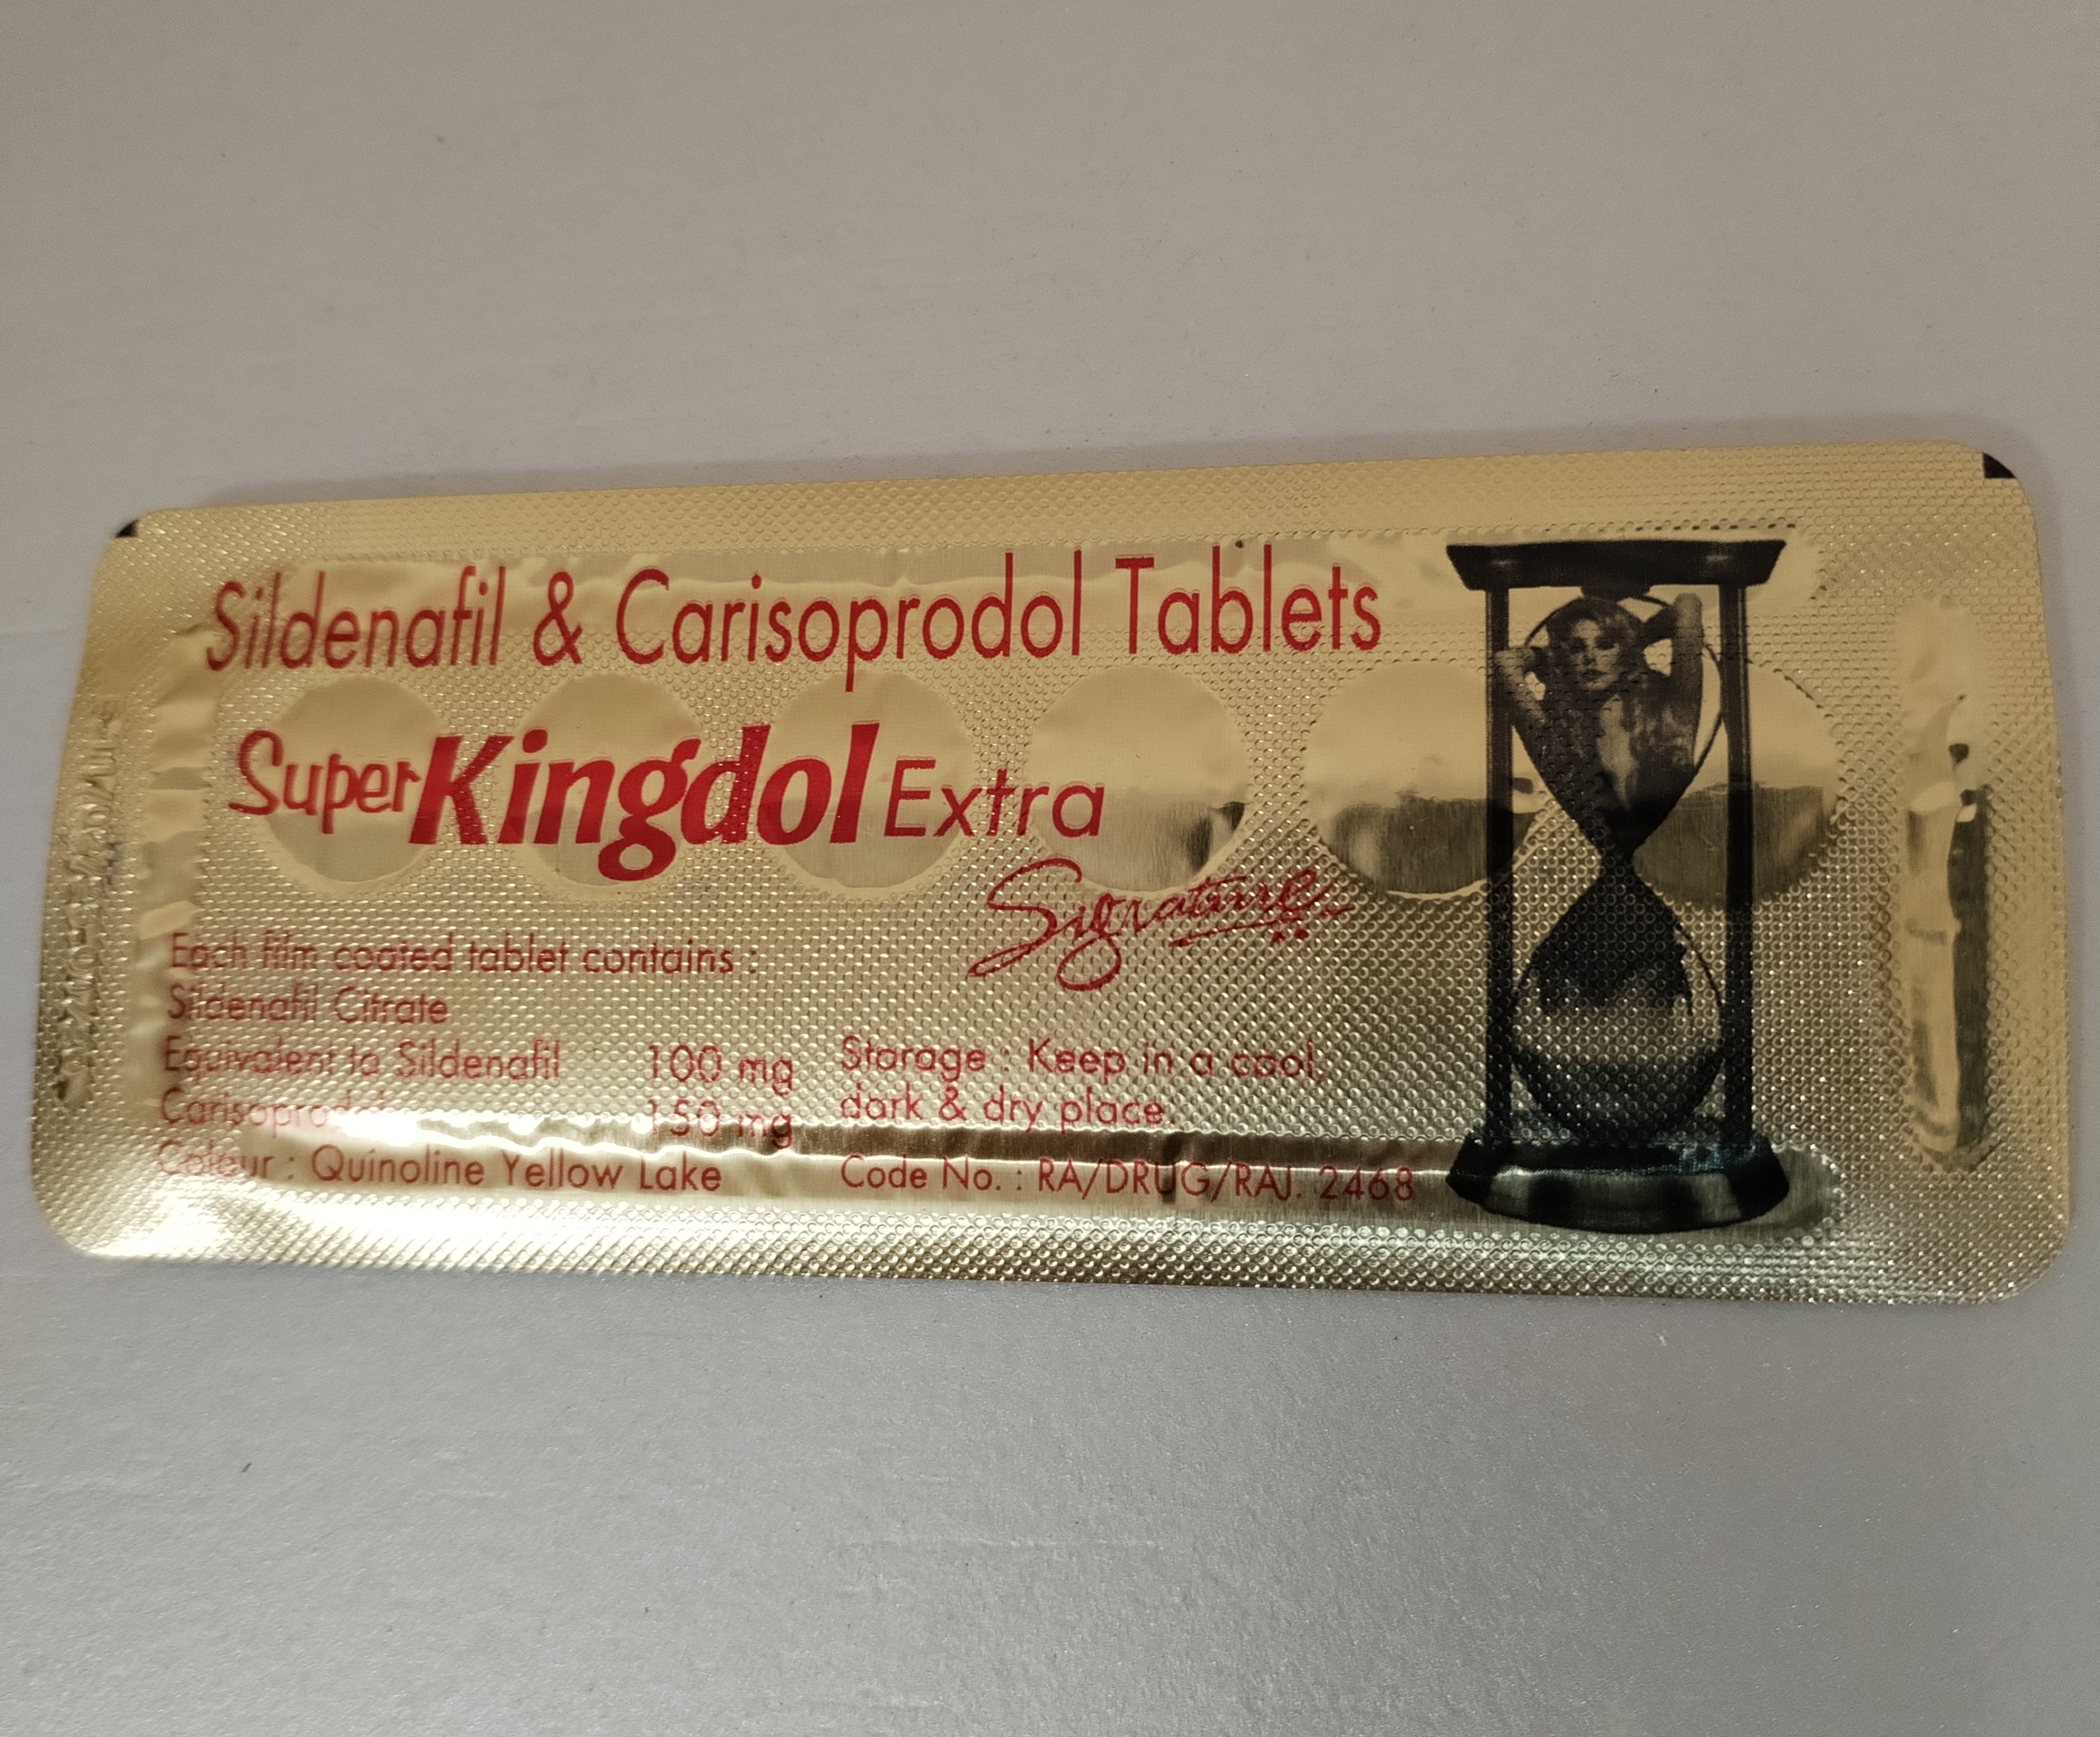 Sildenafil & Carisoprodol Tablets
Super Kingdol Extra
Signature
Each film coated tablet contains :
Sildenafil Citrate
Equivalent to Sildenafil 100 mg
Carisoprodol 150 mg
Colour : Quinoline Yellow Lake
Storage : Keep in a cool,
dark & dry place.
Code No. : RA/DRUG/RAJ. 2468